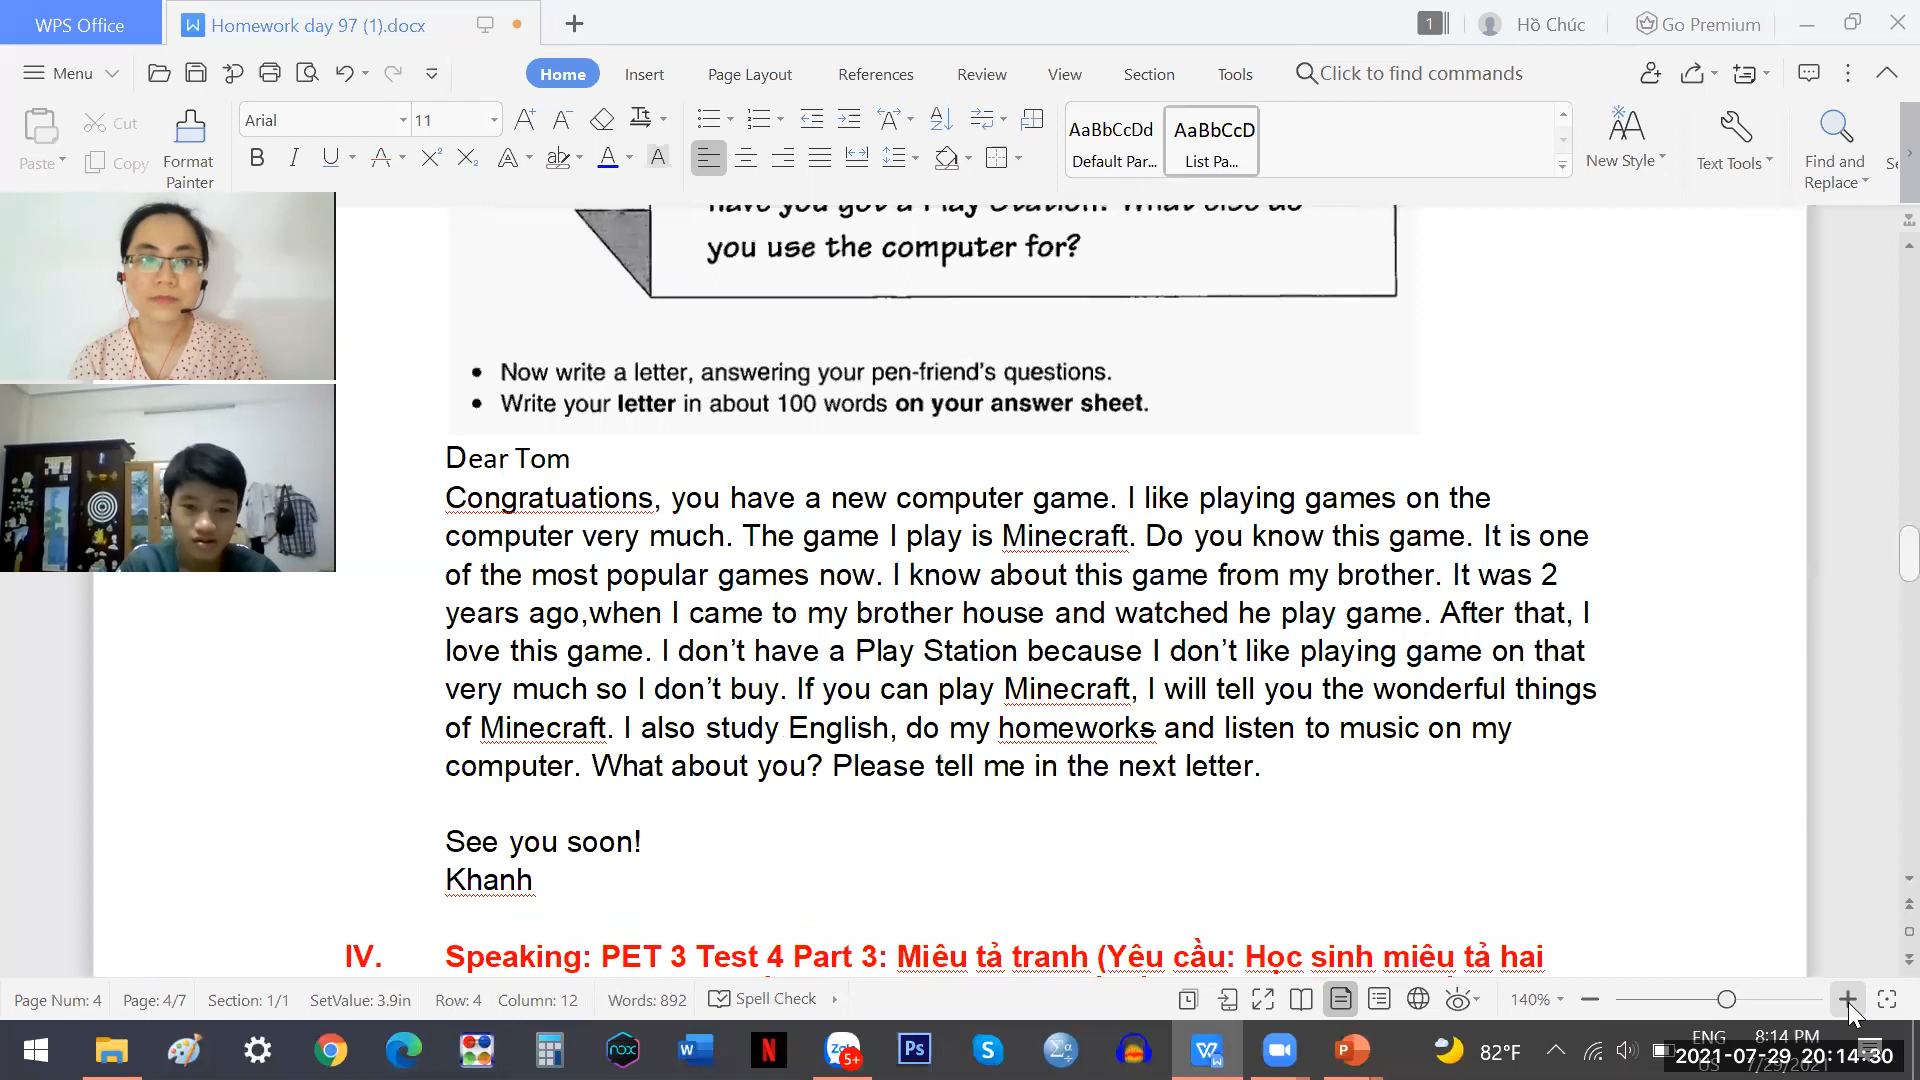 WPS Office
Homework day 97 (1).docx
1
Hồ Chúc
Go Premium
Menu
Home
Insert
Page Layout
References
Review
View
Section
Tools
Click to find commands
Paste
Cut
Copy
Format
Painter
Arial
11
AaBbCcDd
Default Par...
AaBbCcD
List Pa...
New Style
Text Tools
Find and
Replace
have you got a Play Station? What else do
you use the computer for?
• Now write a letter, answering your pen-friend's questions.
• Write your letter in about 100 words on your answer sheet.
Dear Tom
Congratuations, you have a new computer game. I like playing games on the
computer very much. The game I play is Minecraft. Do you know this game. It is one
of the most popular games now. I know about this game from my brother. It was 2
years ago,when I came to my brother house and watched he play game. After that, I
love this game. I don't have a Play Station because I don't like playing game on that
very much so I don't buy. If you can play Minecraft, I will tell you the wonderful things
of Minecraft. I also study English, do my homeworks and listen to music on my
computer. What about you? Please tell me in the next letter.
See you soon!
Khanh
IV. Speaking: PET 3 Test 4 Part 3: Miêu tả tranh (Yêu cầu: Học sinh miêu tả hai
Page Num: 4
Page: 4/7
Section: 1/1
SetValue: 3.9in
Row: 4
Column: 12
Words: 892
Spell Check
140%
82°F
ENG
8:14 PM
2021-07-29 20:14:30